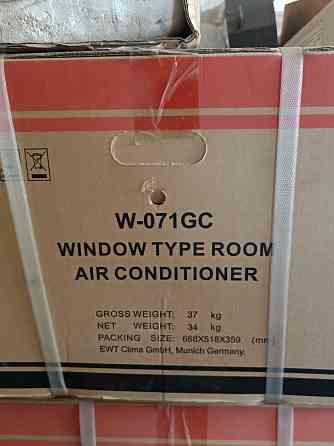 W-071GC
WINDOW TYPE ROOM
AIR CONDITIONER
GROSS WEIGHT: 37 kg
NET WEIGHT: 34 kg
PACKING SIZE: 668X518X359 (mm)
EWT Clima GmbH, Munich Germany.